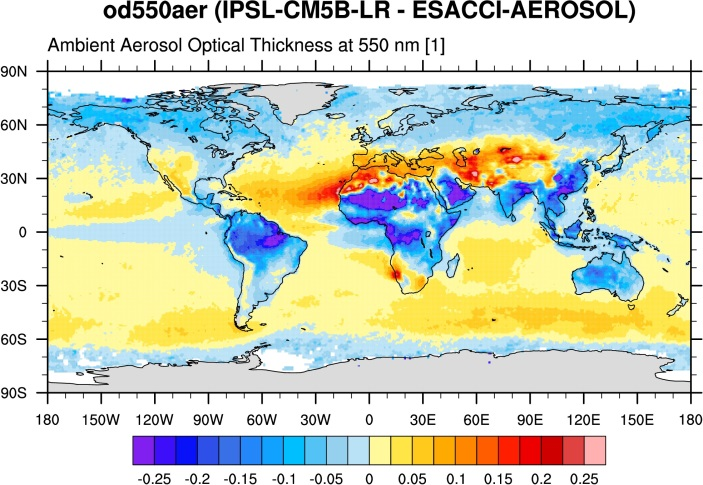 od550aer (IPSL-CM5B-LR - ESACCI-AEROSOL)
Ambient Aerosol Optical Thickness at 550 nm [1]
90N
60N
30N
0
30S
60S
90S
180 150W 120W 90W 60W 30W 0 30E 60E 90E 120E 150E 180
-0.25 -0.2 -0.15 -0.1 -0.05 0 0.05 0.1 0.15 0.2 0.25